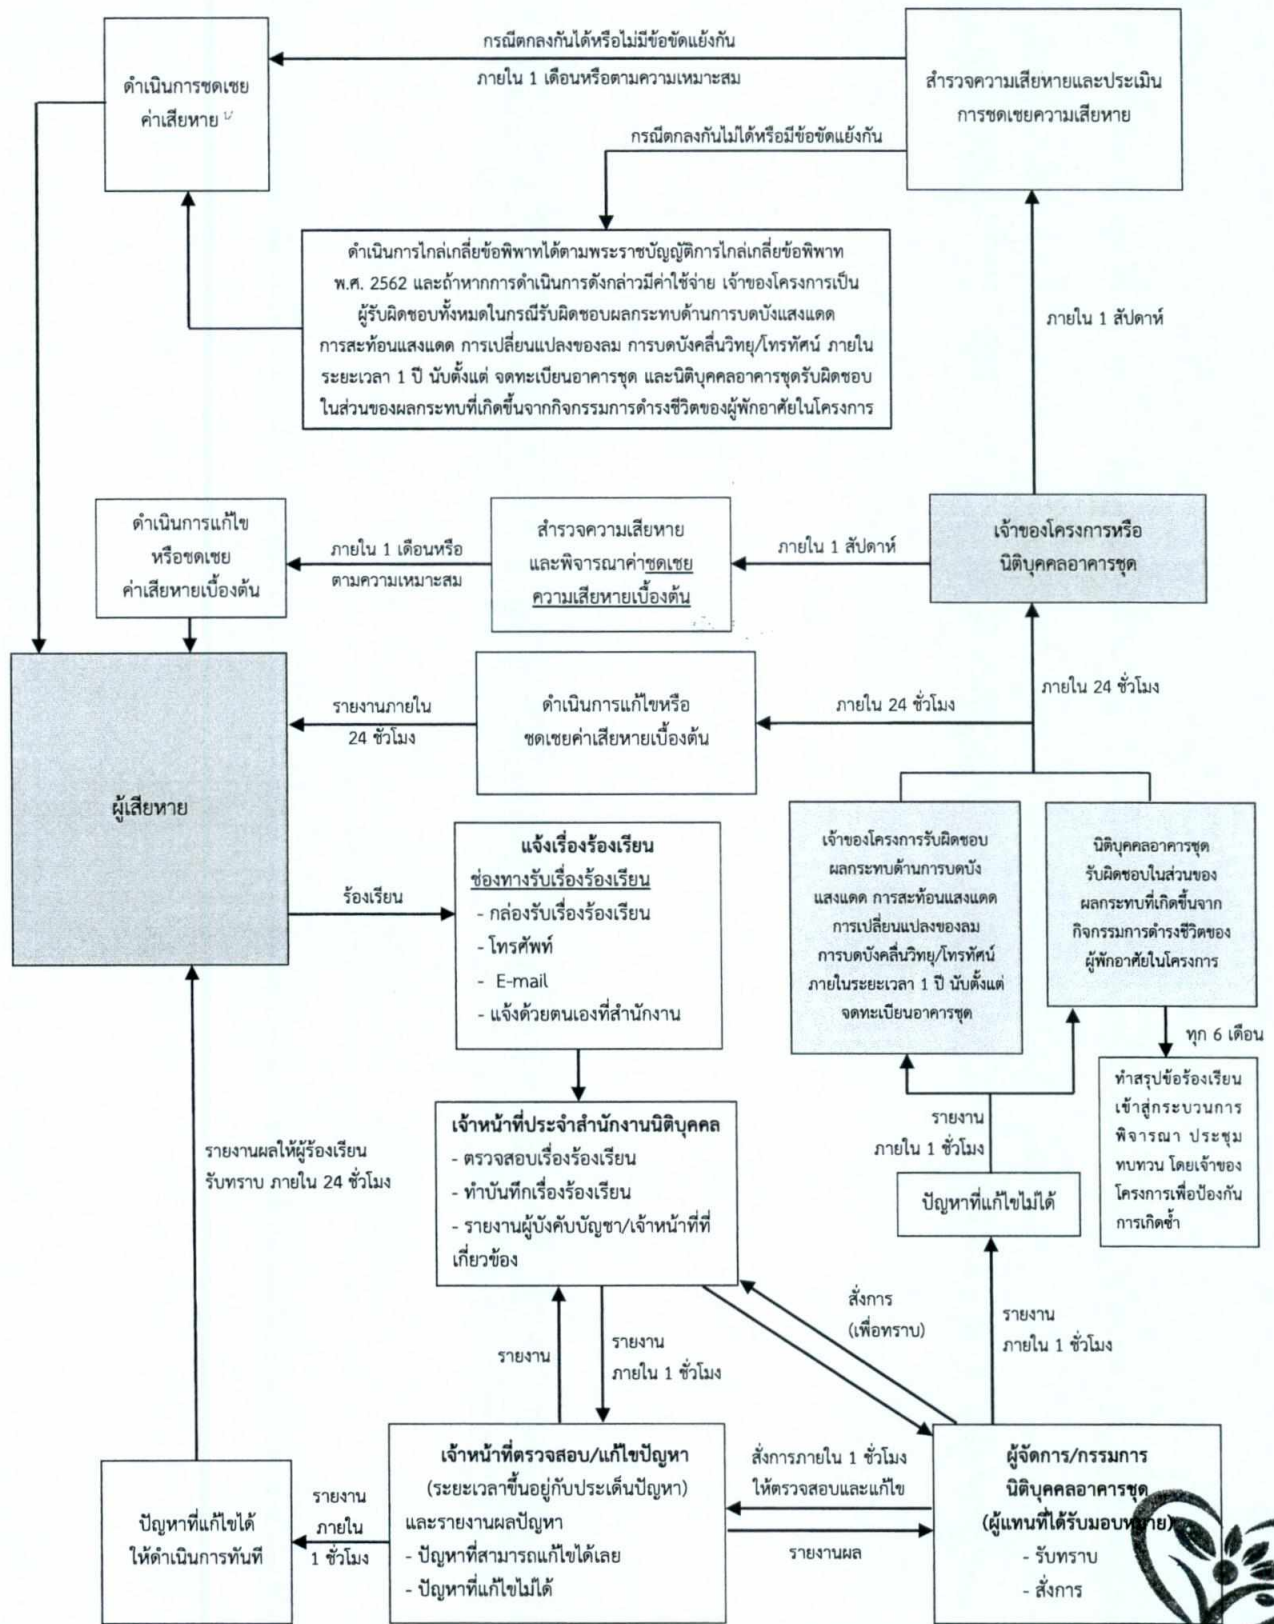 กรณีตกลงกันได้หรือไม่มีข้อขัดแย้งกัน
ภายใน 1 เดือนหรือตามความเหมาะสม
ดำเนินการชดเชย
ค่าเสียหาย 1/
สำรวจความเสียหายและประเมิน
การชดเชยความเสียหาย
กรณีตกลงกันไม่ได้หรือมีข้อขัดแย้งกัน
ดำเนินการไกล่เกลี่ยข้อพิพาทได้ตามพระราชบัญญัติการไกล่เกลี่ยข้อพิพาท
พ.ศ. 2562 และถ้าหากการดำเนินการดังกล่าวมีค่าใช้จ่าย เจ้าของโครงการเป็น
ผู้รับผิดชอบทั้งหมดในกรณีรับผิดชอบผลกระทบด้านการบดบังแสงแดด
การสะท้อนแสงแดด การเปลี่ยนแปลงของลม การบดบังคลื่นวิทยุ/โทรทัศน์ ภายใน
ระยะเวลา 1 ปี นับตั้งแต่ จดทะเบียนอาคารชุด และนิติบุคคลอาคารชุดรับผิดชอบ
ในส่วนของผลกระทบที่เกิดขึ้นจากกิจกรรมการดำรงชีวิตของผู้พักอาศัยในโครงการ
ภายใน 1 สัปดาห์
ดำเนินการแก้ไข
หรือชดเชย
ค่าเสียหายเบื้องต้น
ภายใน 1 เดือนหรือ
ตามความเหมาะสม
สำรวจความเสียหาย
และพิจารณาค่าชดเชย
ความเสียหายเบื้องต้น
ภายใน 1 สัปดาห์
เจ้าของโครงการหรือ
นิติบุคคลอาคารชุด
ผู้เสียหาย
รายงานภายใน
24 ชั่วโมง
ดำเนินการแก้ไขหรือ
ชดเชยค่าเสียหายเบื้องต้น
ภายใน 24 ชั่วโมง
ภายใน 24 ชั่วโมง
ร้องเรียน
แจ้งเรื่องร้องเรียน
ช่องทางรับเรื่องร้องเรียน
- กล่องรับเรื่องร้องเรียน
- โทรศัพท์
- E-mail
- แจ้งด้วยตนเองที่สำนักงาน
เจ้าของโครงการรับผิดชอบ
ผลกระทบด้านการบดบัง
แสงแดด การสะท้อนแสงแดด
การเปลี่ยนแปลงของลม
การบดบังคลื่นวิทยุ/โทรทัศน์
ภายในระยะเวลา 1 ปี นับตั้งแต่
จดทะเบียนอาคารชุด
นิติบุคคลอาคารชุด
รับผิดชอบในส่วนของ
ผลกระทบที่เกิดขึ้นจาก
กิจกรรมการดำรงชีวิตของ
ผู้พักอาศัยในโครงการ
ทุก 6 เดือน
ทำสรุปข้อร้องเรียน
เข้าสู่กระบวนการ
พิจารณา ประชุม
ทบทวน โดยเจ้าของ
โครงการเพื่อป้องกัน
การเกิดซ้ำ
รายงานผลให้ผู้ร้องเรียน
รับทราบ ภายใน 24 ชั่วโมง
เจ้าหน้าที่ประจำสำนักงานนิติบุคคล
- ตรวจสอบเรื่องร้องเรียน
- ทำบันทึกเรื่องร้องเรียน
- รายงานผู้บังคับบัญชา/เจ้าหน้าที่ที่
เกี่ยวข้อง
รายงาน
ภายใน 1 ชั่วโมง
ปัญหาที่แก้ไขไม่ได้
สั่งการ
(เพื่อทราบ)
รายงาน
ภายใน 1 ชั่วโมง
รายงาน
รายงาน
ภายใน 1 ชั่วโมง
ปัญหาที่แก้ไขได้
ให้ดำเนินการทันที
รายงาน
ภายใน
1 ชั่วโมง
เจ้าหน้าที่ตรวจสอบ/แก้ไขปัญหา
(ระยะเวลาขึ้นอยู่กับประเด็นปัญหา)
และรายงานผลปัญหา
- ปัญหาที่สามารถแก้ไขได้เลย
- ปัญหาที่แก้ไขไม่ได้
สั่งการภายใน 1 ชั่วโมง
ให้ตรวจสอบและแก้ไข
รายงานผล
ผู้จัดการ/กรรมการ
นิติบุคคลอาคารชุด
(ผู้แทนที่ได้รับมอบหมาย)
- รับทราบ
- สั่งการ